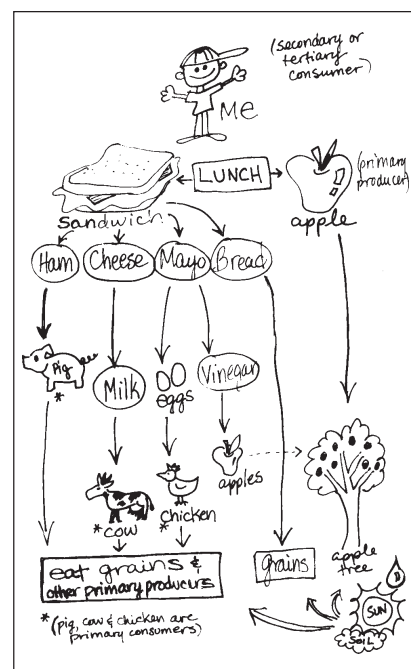 (secondary or
tertiary
consumer)
ME
LUNCH
(primary
producer)
sandwich
apple
Ham
Cheese
Mayo
Bread
Pig
*
Milk
eggs
Vinegar
apples
*cow
*
chicken
eat grains &
other primary producers
grains
apple
tree
*(pig, cow & chicken are
primary consumers)
SUN
SOIL